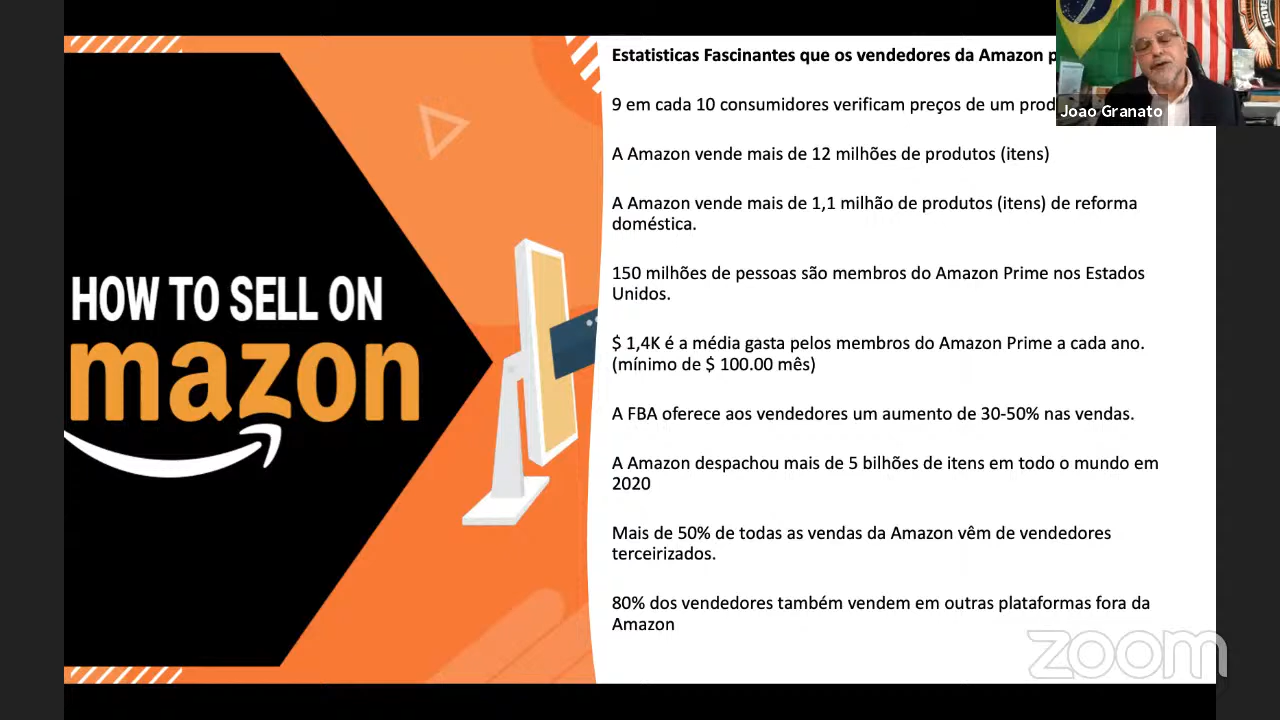 HOW TO SELL ON
mazon
Estatisticas Fascinantes que os vendedores da Amazon
9 em cada 10 consumidores verificam preços de um
A Amazon vende mais de 12 milhões de produtos (itens)
A Amazon vende mais de 1,1 milhão de produtos (itens) de reforma
doméstica.
150 milhões de pessoas são membros do Amazon Prime nos Estados
Unidos.
$ 1,4K é a média gasta pelos membros do Amazon Prime a cada ano.
(mínimo de $ 100.00 mês)
A FBA oferece aos vendedores um aumento de 30-50% nas vendas.
A Amazon despachou mais de 5 bilhões de itens em todo o mundo em
2020
Mais de 50% de todas as vendas da Amazon vêm de vendedores
terceirizados.
80% dos vendedores também vendem em outras plataformas fora da
Amazon
Joao Granato
zoom